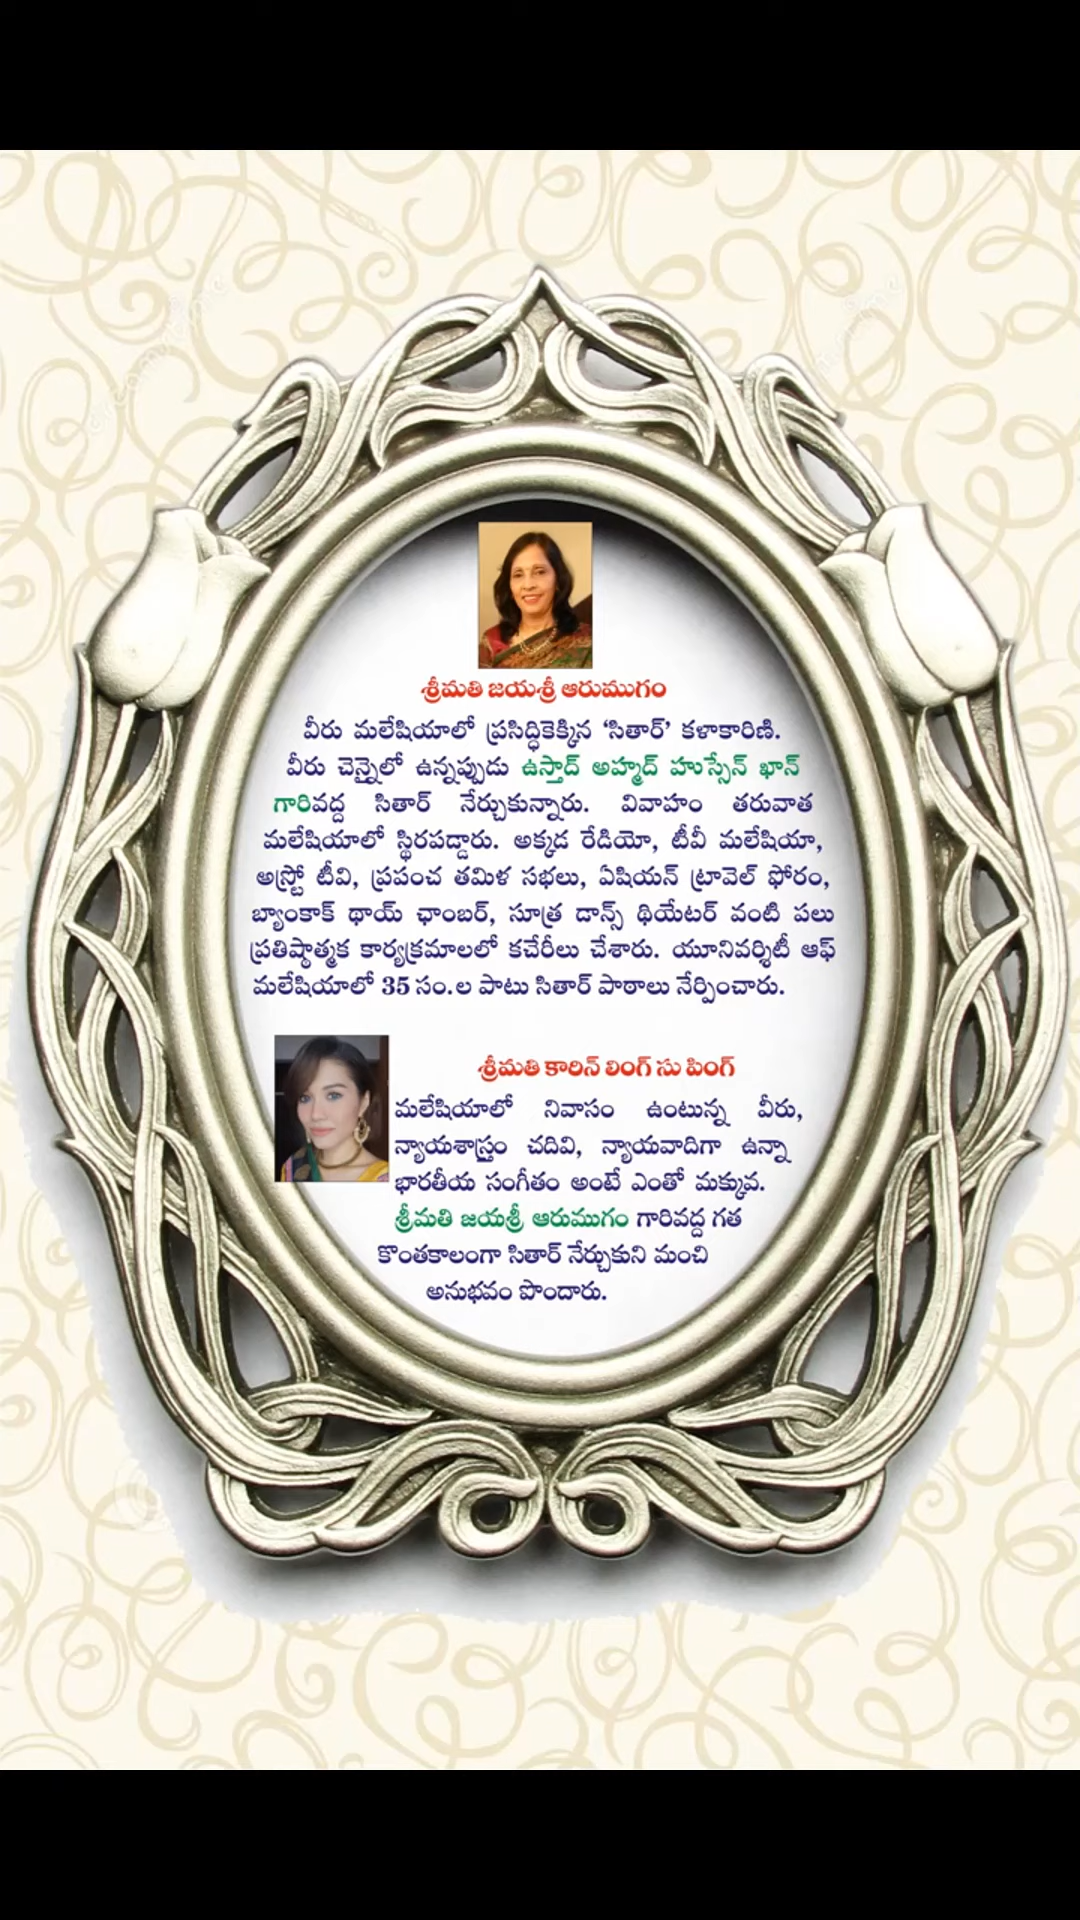 శ్రీమతి జయశ్రీ ఆరుముగం
వీరు మలేషియాలో ప్రసిద్ధికెక్కిన ‘సితార్’ కళాకారిణి.
వీరు చెన్నైలో ఉన్నప్పుడు ఉస్తాద్ అహ్మద్ హుస్సేన్ ఖాన్
గారివద్ద సితార్ నేర్చుకున్నారు. వివాహం తరువాత
మలేషియాలో స్థిరపడ్డారు. అక్కడ రేడియో, టీవీ మలేషియా,
అస్ట్రో టీవి, ప్రపంచ తమిళ సభలు, ఏషియన్ ట్రావెల్ ఫోరం,
బ్యాంకాక్ థాయ్ ఛాంబర్, సూత్ర డాన్స్ థియేటర్ వంటి పలు
ప్రతిష్ఠాత్మక కార్యక్రమాలలో కచేరీలు చేశారు. యూనివర్శిటీ ఆఫ్
మలేషియాలో 35 సం.ల పాటు సితార్ పాఠాలు నేర్పించారు.
శ్రీమతి కారిన్ లింగ్ సు పింగ్
మలేషియాలో నివాసం ఉంటున్న వీరు,
న్యాయశాస్త్రం చదివి, న్యాయవాదిగా ఉన్నా
భారతీయ సంగీతం అంటే ఎంతో మక్కువ.
శ్రీమతి జయశ్రీ ఆరుముగం గారివద్ద గత
కొంతకాలంగా సితార్ నేర్చుకుని మంచి
అనుభవం పొందారు.